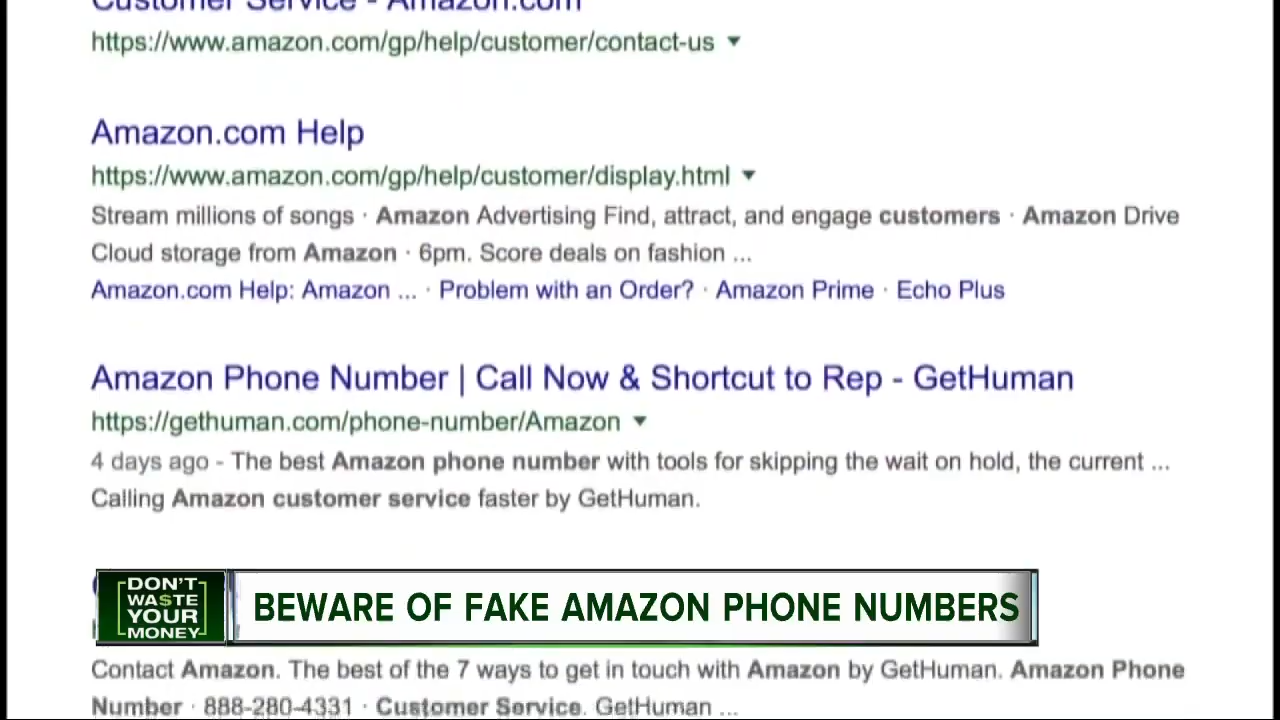 Customer Service - Amazon.com
https://www.amazon.com/gp/help/customer/contact-us
Amazon.com Help
https://www.amazon.com/gp/help/customer/display.html
Stream millions of songs · Amazon Advertising Find, attract, and engage customers · Amazon Drive
Cloud storage from Amazon · 6pm. Score deals on fashion ...
Amazon.com Help: Amazon ... · Problem with an Order? · Amazon Prime · Echo Plus
Amazon Phone Number | Call Now & Shortcut to Rep - GetHuman
https://gethuman.com/phone-number/Amazon
4 days ago - The best Amazon phone number with tools for skipping the wait on hold, the current ...
Calling Amazon customer service faster by GetHuman.
DON'T
WA$TE
YOUR
MONEY
BEWARE OF FAKE AMAZON PHONE NUMBERS
Contact Amazon. The best of the 7 ways to get in touch with Amazon by GetHuman. Amazon Phone
Number · 888-280-4331 · Customer Service. GetHuman ...